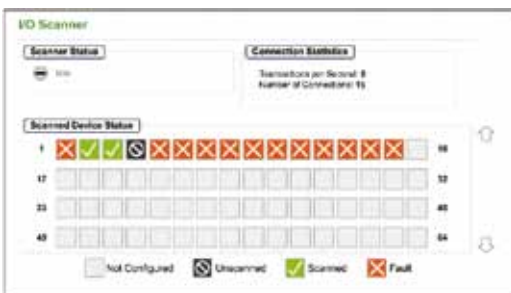 I/O Scanner
Scanner Status
Connection Statistics
Transactions per Second: 0
Number of Connections: 15
Scanned Device Status
1 16
17 32
33 48
49 64
Not Configured Unscanned Scanned Fault